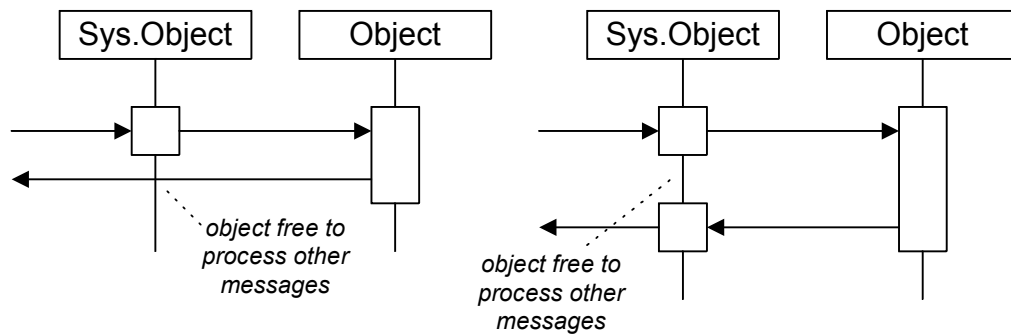 Sys.Object
Object
object free to
process other
messages
Sys.Object
Object
object free to
process other
messages